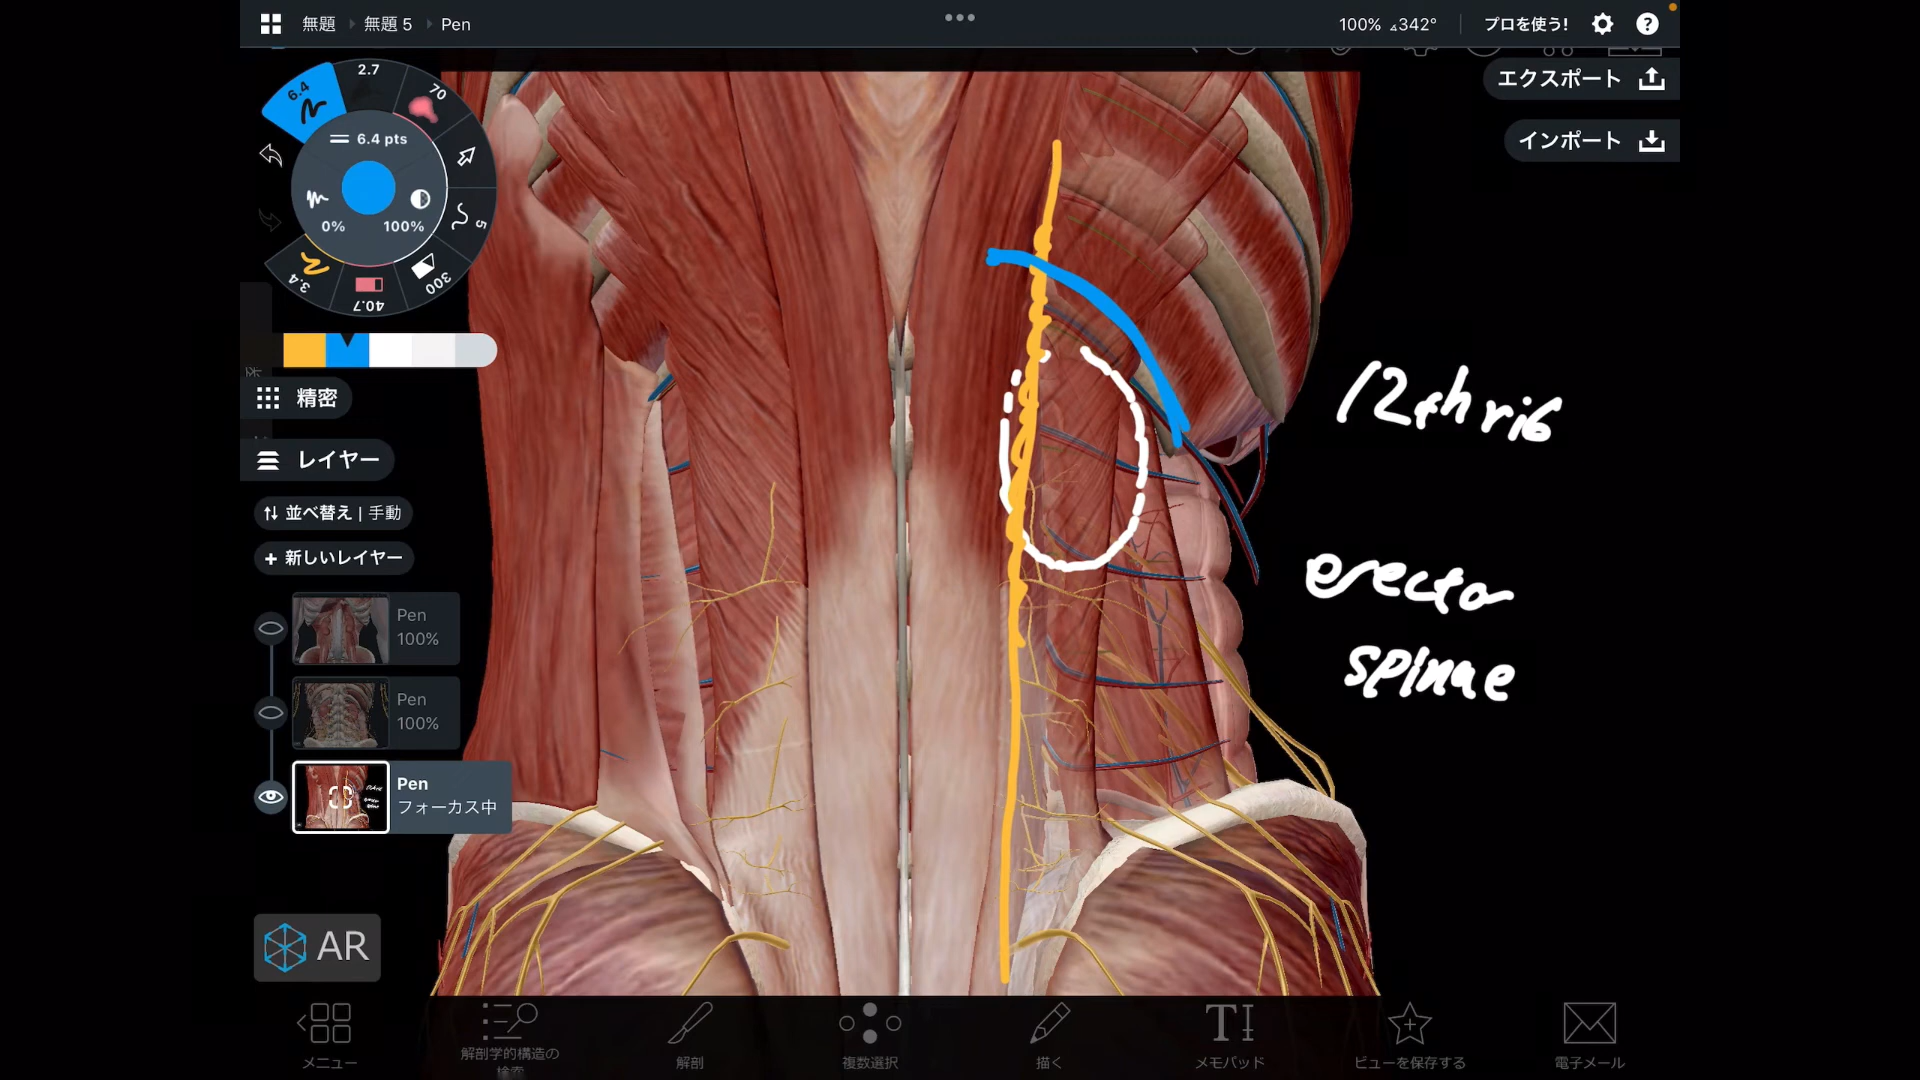 無題 無題 5 Pen
100% ⊿342° プロを使う! ?
エクスポート
インポート
2.7
6.4
70
6.4 pts
0% 100%
5
3.4
40.7
300
精密
レイヤー
並べ替え | 手動
+ 新しいレイヤー
Pen
100%
Pen
100%
Pen
フォーカス中
12th rib
erecto
spinae
AR
メニュー
解剖学的構造の
検索
解剖
複数選択
描く
メモパッド
ビューを保存する
電子メール